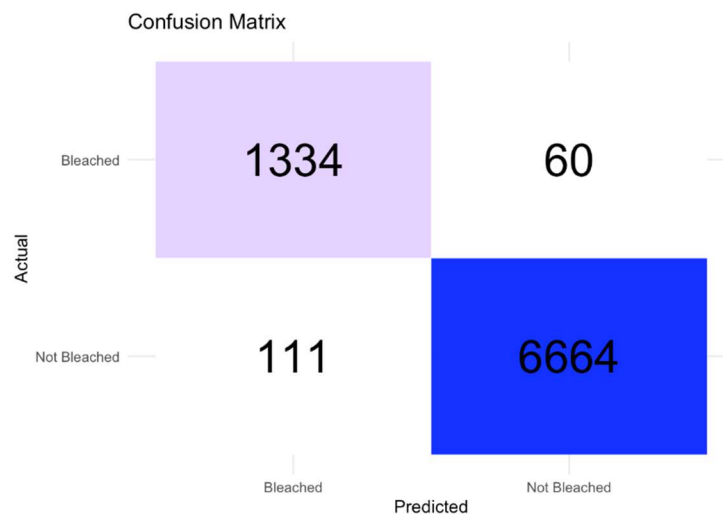 Confusion Matrix
Bleached
1334
60
Actual
Not Bleached
111
6664
Bleached
Not Bleached
Predicted